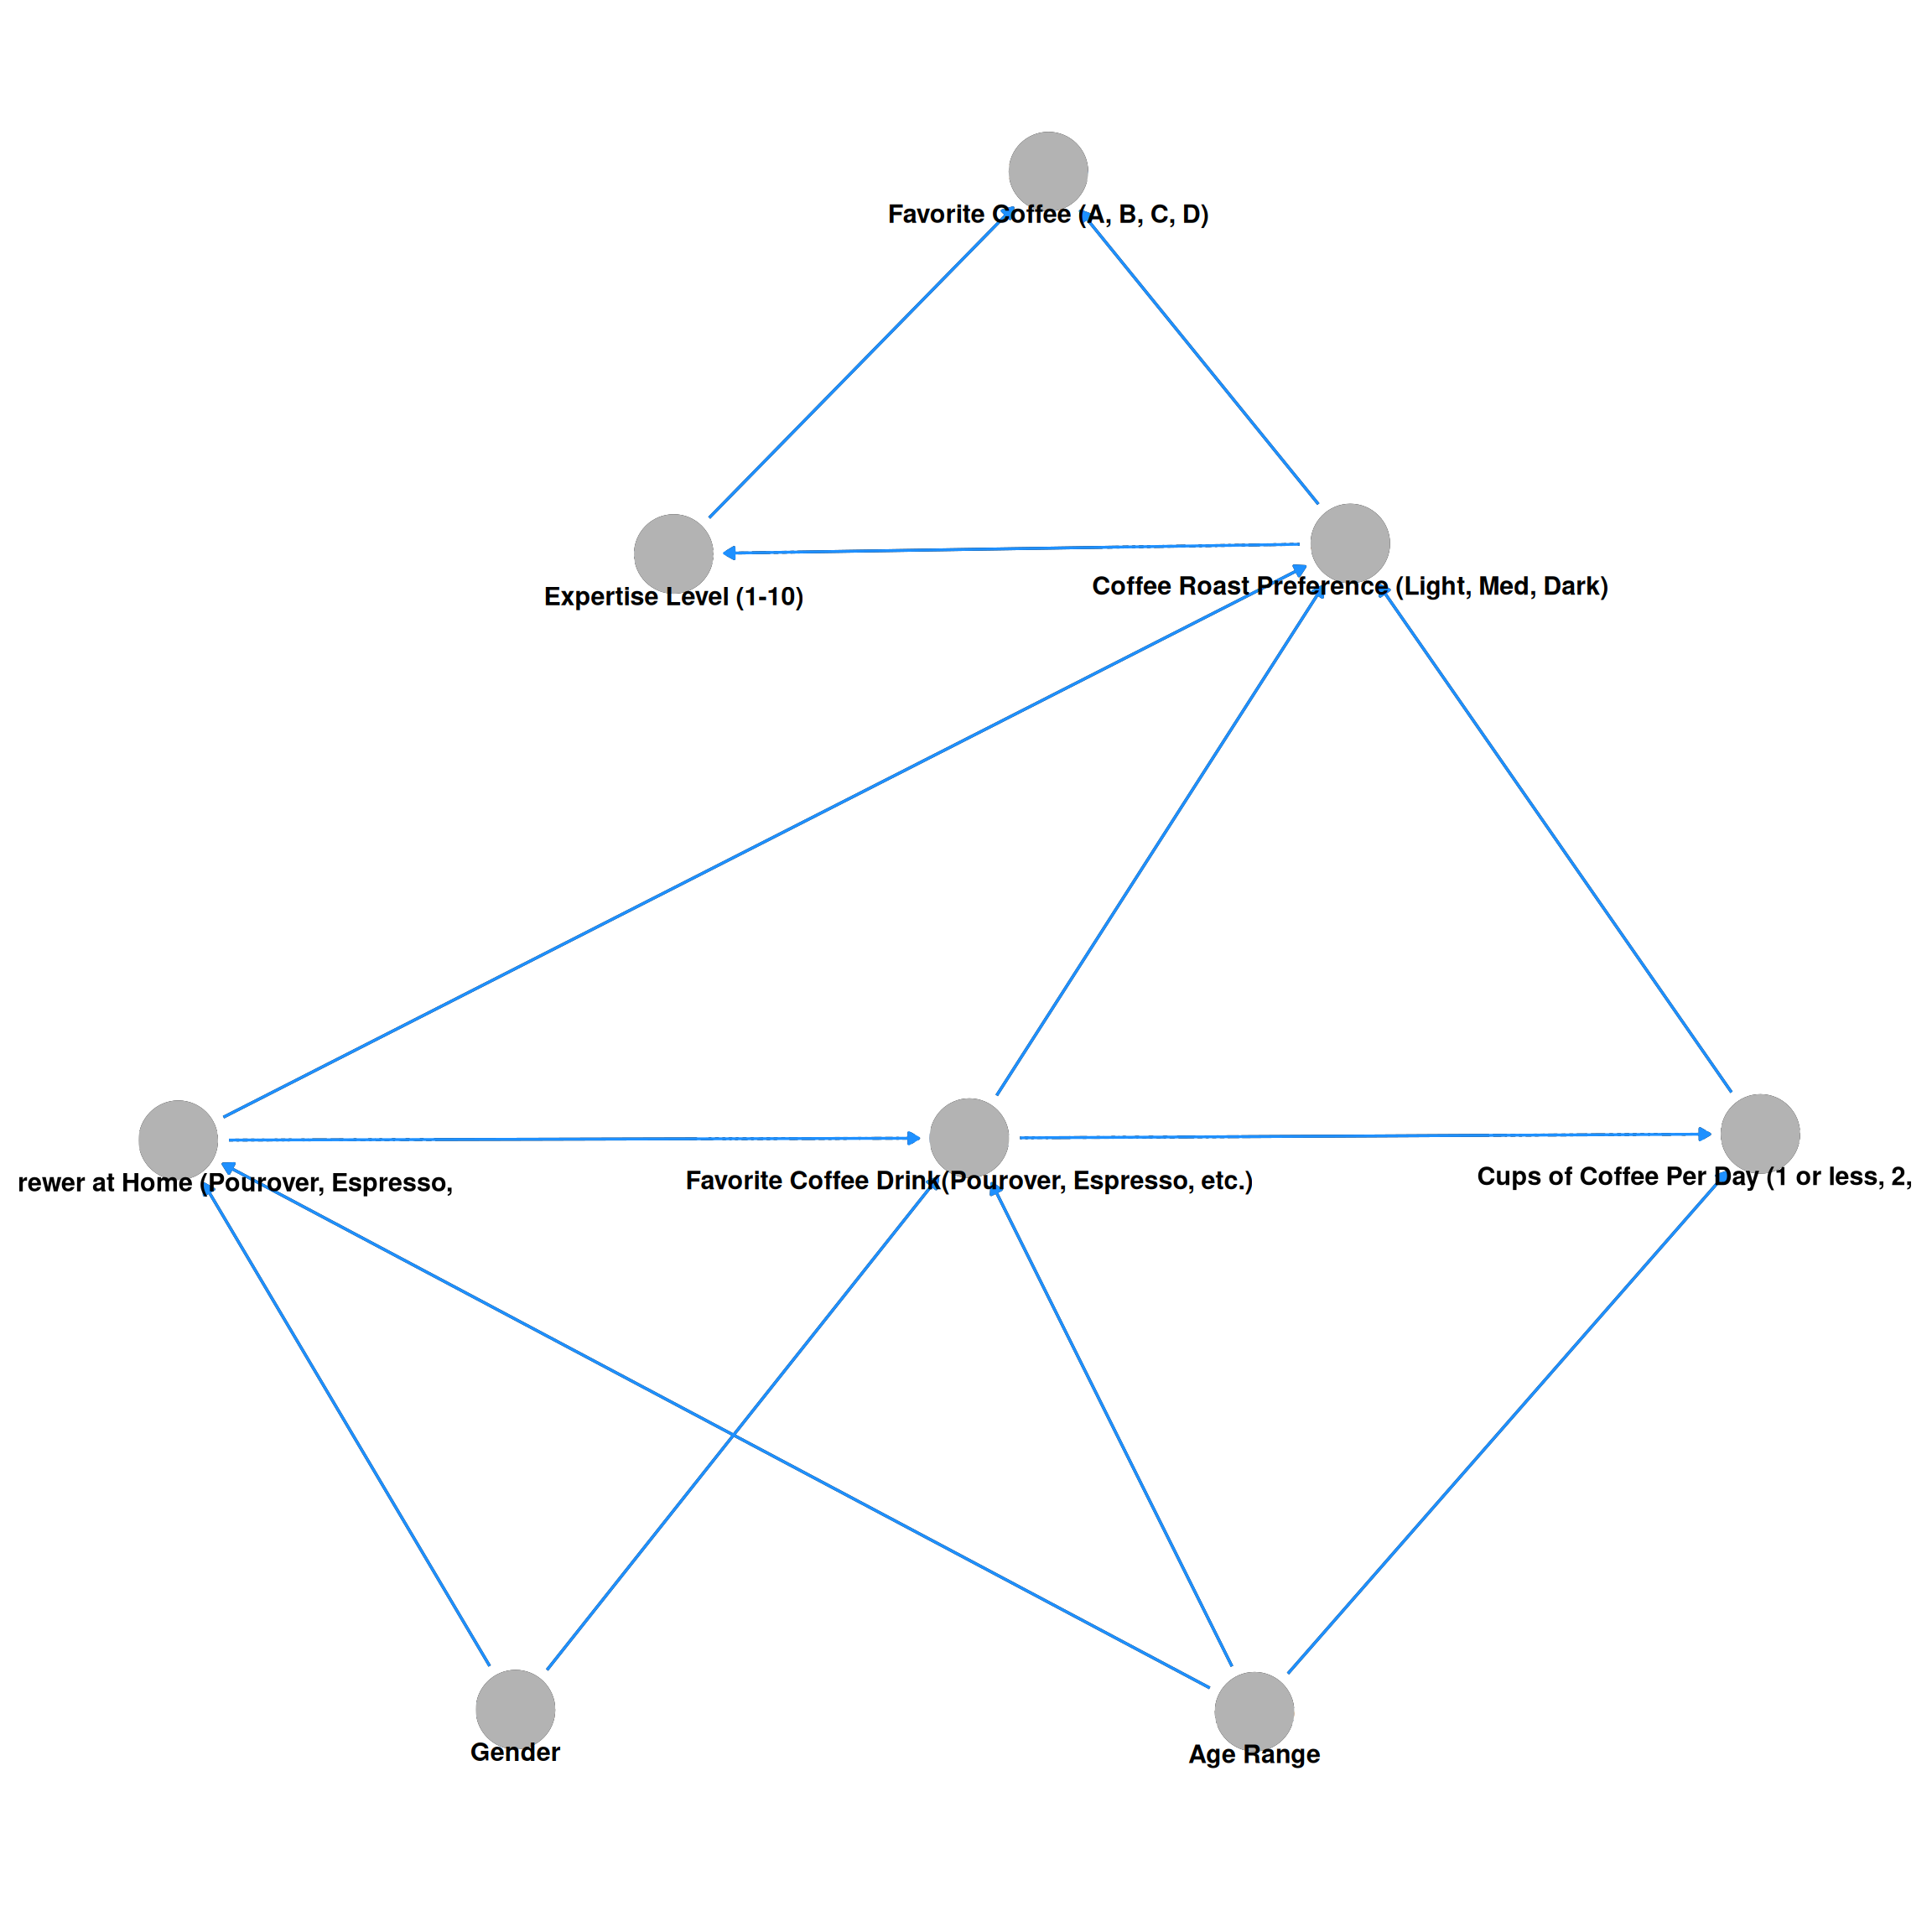 Favorite Coffee (A, B, C, D)
Expertise Level (1-10)
Coffee Roast Preference (Light, Med, Dark)
rewer at Home (Pourover, Espresso,
Favorite Coffee Drink(Pourover, Espresso, etc.)
Cups of Coffee Per Day (1 or less, 2,
Gender
Age Range